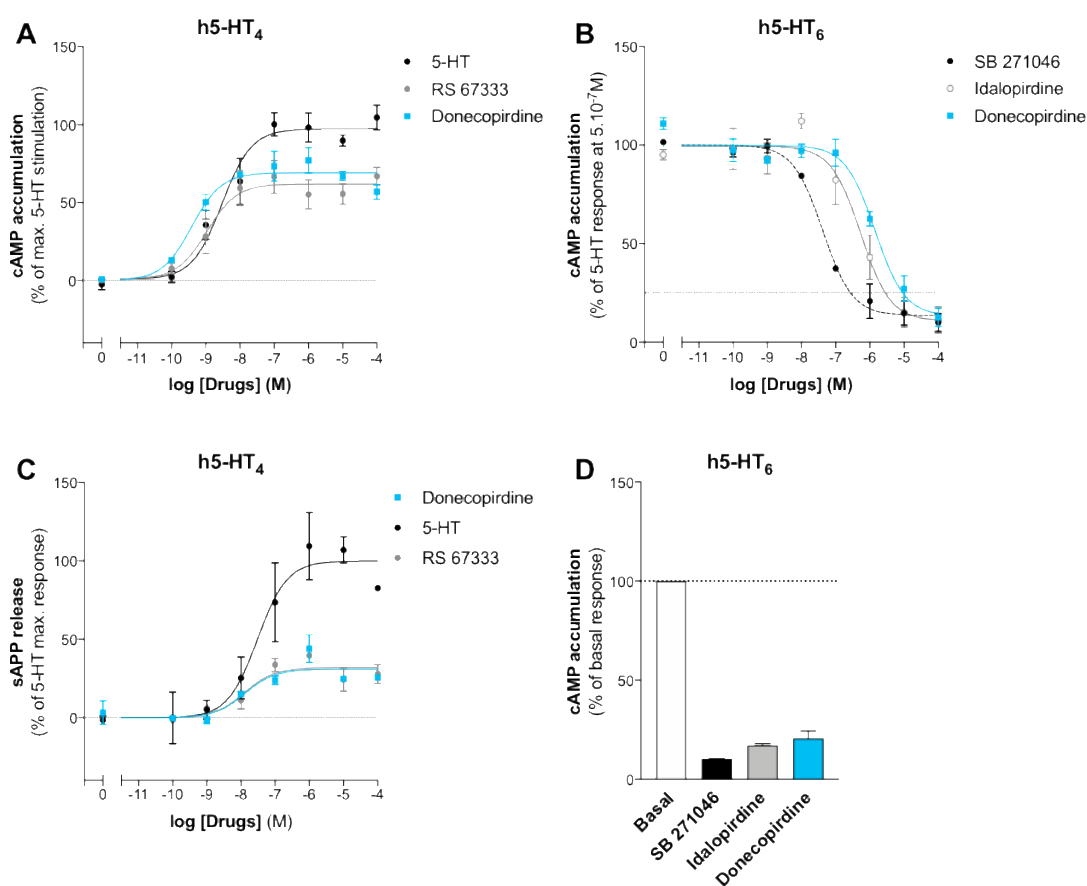 A
h5-HT4
cAMP accumulation
(% of max. 5-HT stimulation)
150
100
50
0
0
-11
-10
-9
-8
-7
-6
-5
-4
log [Drugs] (M)
5-HT
RS 67333
Donecopirdine
B
h5-HT6
cAMP accumulation
(% of 5-HT response at 5.10-7M)
150
100
50
0
0
-11
-10
-9
-8
-7
-6
-5
-4
log [Drugs] (M)
SB 271046
Idalopirdine
Donecopirdine
C
h5-HT4
sAPP release
(% of 5-HT max. response)
150
100
50
0
0
-11
-10
-9
-8
-7
-6
-5
-4
log [Drugs] (M)
Donecopirdine
5-HT
RS 67333
D
h5-HT6
cAMP accumulation
(% of basal response)
150
100
50
0
Basal
SB 271046
Idalopirdine
Donecopirdine